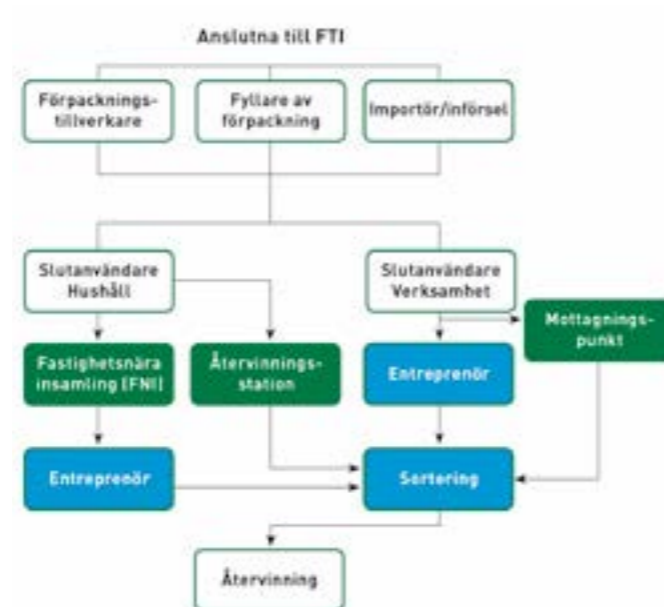 Anslutna till FTI
Förpacknings-
tillverkare
Fyllare av
förpackning
Importör/införsel
Slutanvändare
Hushåll
Slutanvändare
Verksamhet
Mottagnings-
punkt
Fastighetsnära
insamling (FNI)
Återvinnings-
station
Entreprenör
Entreprenör
Sortering
Återvinning